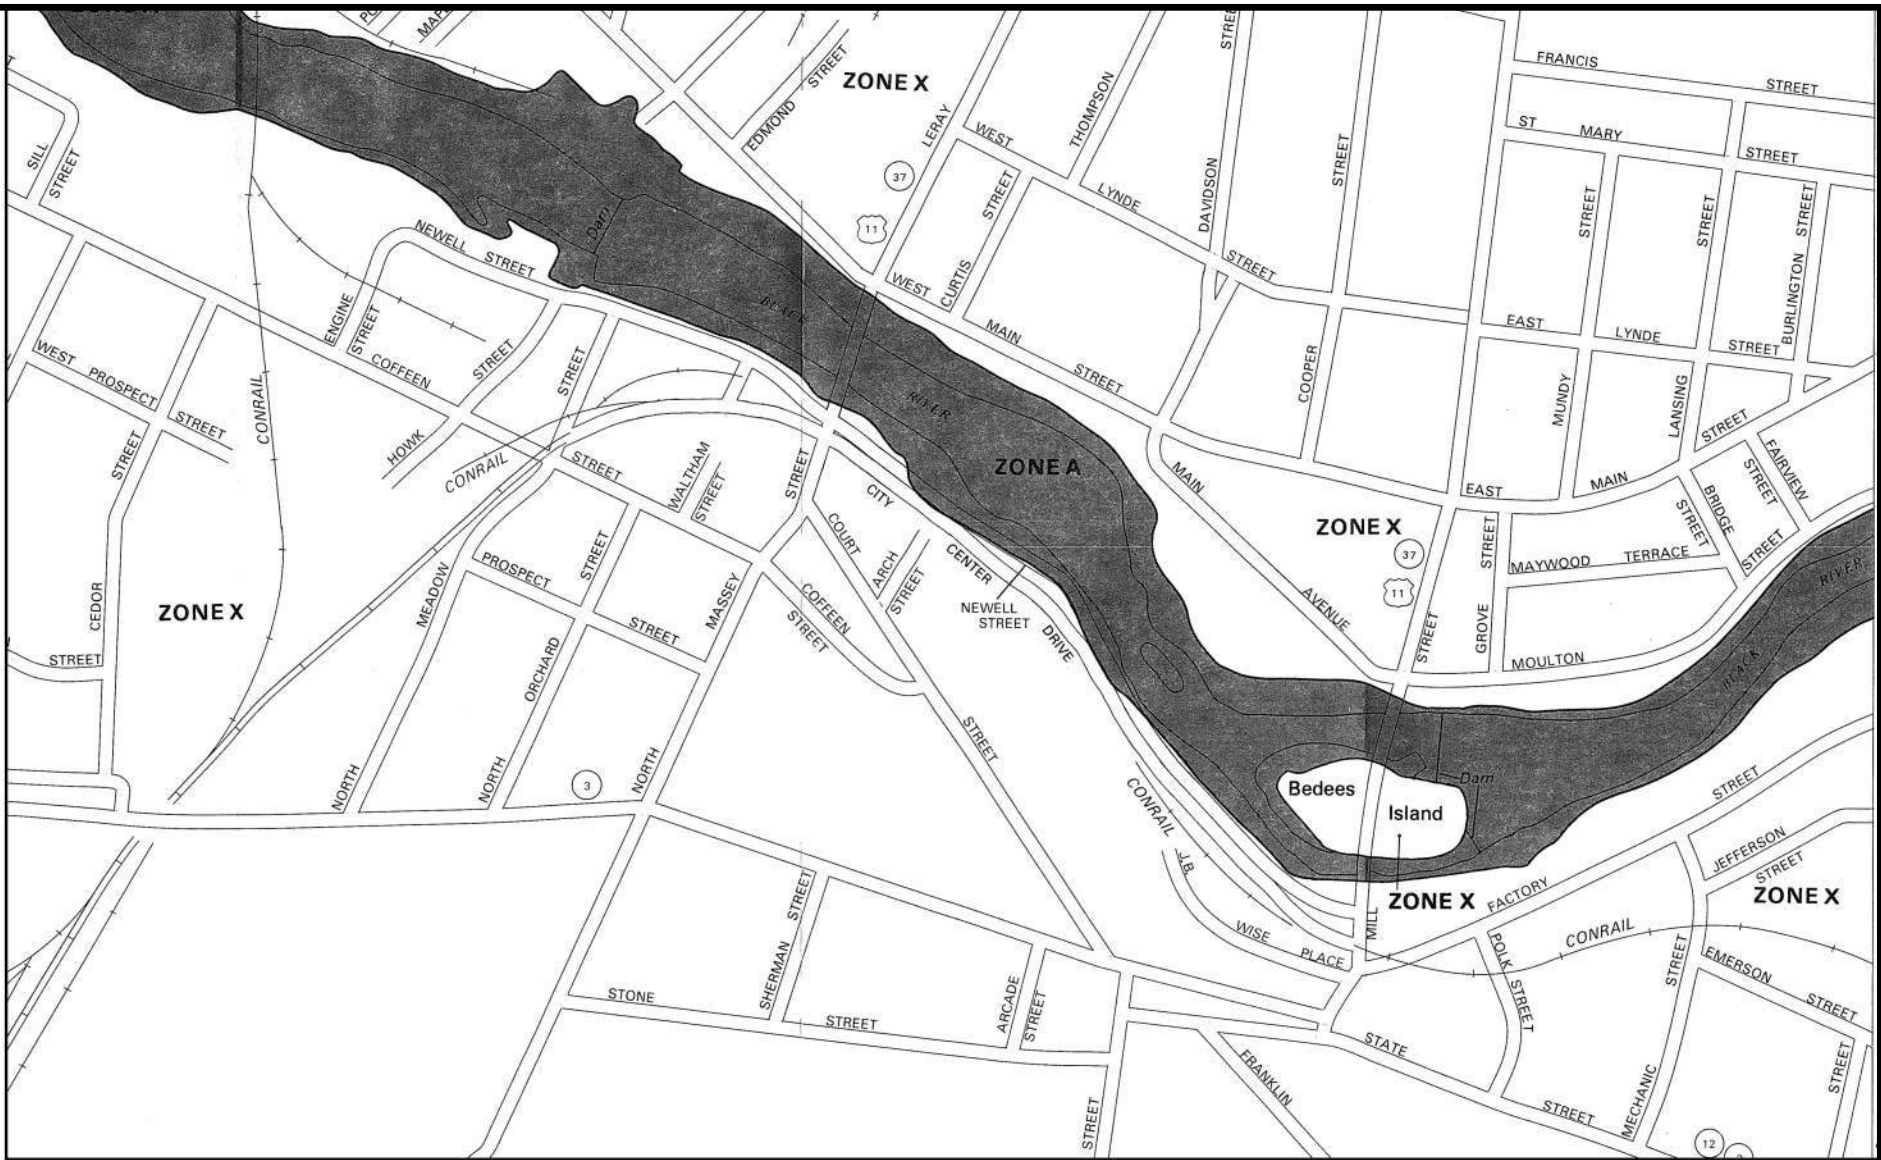 MAPLE
EDMOND
STREET
ZONE X
LERAY
37
11
WEST
LYNDE
STREET
THOMPSON
STREET
DAVIDSON
STREET
STREET
COOPER
FRANCIS
STREET
ST
MARY
STREET
STREET
MUNDY
STREET
LANSING
STREET
BURLINGTON
EAST
LYNDE
STREET
SILL
STREET
NEWELL
STREET
Dam
WEST
MAIN
STREET
STREET
CURTIS
ENGINE
STREET
COFFEEN
STREET
HOWK
STREET
WEST
PROSPECT
STREET
CONRAIL
CONRAIL
BLACK
RIVER
ZONE A
STREET
WALTHAM
STREET
STREET
MASSEY
NORTH
CITY
CENTER
DRIVE
COURT
STREET
ARCH
STREET
COFFEEN
STREET
NEWELL
STREET
MAIN
AVENUE
ZONE X
37
11
EAST
MAIN
STREET
STREET
GROVE
MAYWOOD
TERRACE
BRIDGE
STREET
FAIRVIEW
STREET
MOULTON
STREET
STREET
BLACK
RIVER
STREET
CEDOR
ZONE X
STREET
MEADOW
NORTH
PROSPECT
STREET
STREET
ORCHARD
NORTH
3
Bedees
Island
Dam
CONRAIL
J.B.
WISE
PLACE
MILL
ZONE X
FACTORY
STREET
JEFFERSON
STREET
ZONE X
CONRAIL
POLK
STREET
STREET
MECHANIC
EMERSON
STREET
STREET
SHERMAN
STREET
ARCADE
STREET
STONE
STREET
STREET
FRANKLIN
STATE
STREET
STREET
12